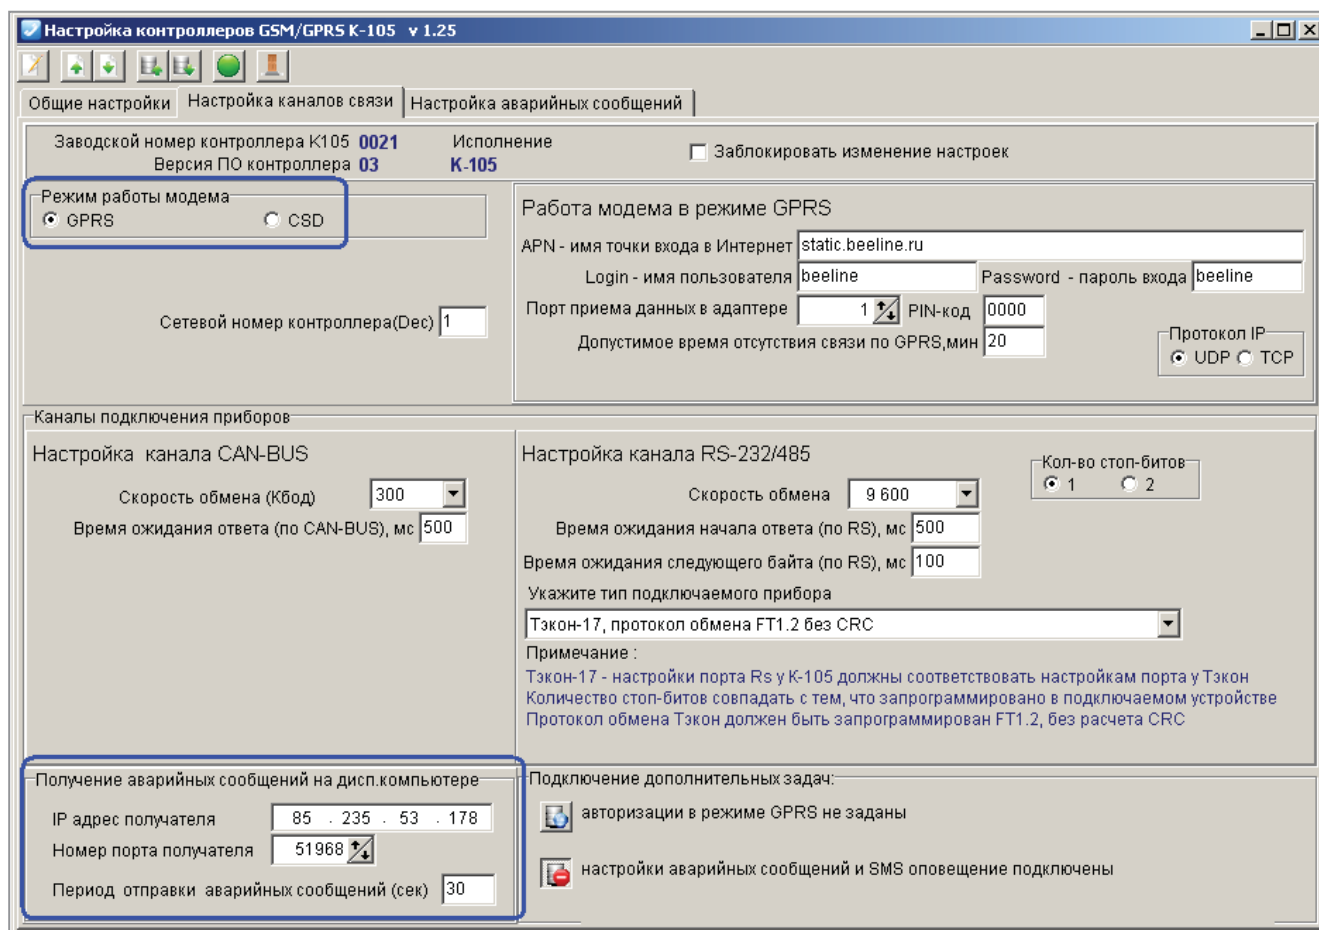 Настройка контроллеров GSM/GPRS K-105 v 1.25
Общие настройки
Настройка каналов связи
Настройка аварийных сообщений
Заводской номер контроллера K105 0021
Исполнение
Версия ПО контроллера 03
K-105
Заблокировать изменение настроек
Режим работы модема
GPRS
CSD
Сетевой номер контроллера(Dec) 1
Работа модема в режиме GPRS
APN - имя точки входа в Интернет static.beeline.ru
Login - имя пользователя beeline
Password - пароль входа beeline
Порт приема данных в адаптере 1
PIN-код 0000
Допустимое время отсутствия связи по GPRS,мин 20
Протокол IP
UDP
TCP
Каналы подключения приборов
Настройка канала CAN-BUS
Скорость обмена (Кбод) 300
Время ожидания ответа (по CAN-BUS), мс 500
Настройка канала RS-232/485
Кол-во стоп-битов
1
2
Скорость обмена 9 600
Время ожидания начала ответа (по RS), мс 500
Время ожидания следующего байта (по RS), мс 100
Укажите тип подключаемого прибора
Тэкон-17, протокол обмена FT1.2 без CRC
Примечание :
Тэкон-17 - настройки порта Rs у K-105 должны соответствовать настройкам порта у Тэкон
Количество стоп-битов совпадать с тем, что запрограммировано в подключаемом устройстве
Протокол обмена Тэкон должен быть запрограммирован FT1.2, без расчета CRC
Получение аварийных сообщений на дисп.компьютере
IP адрес получателя 85 . 235 . 53 . 178
Номер порта получателя 51968
Период отправки аварийных сообщений (сек) 30
Подключение дополнительных задач:
авторизации в режиме GPRS не заданы
настройки аварийных сообщений и SMS оповещение подключены